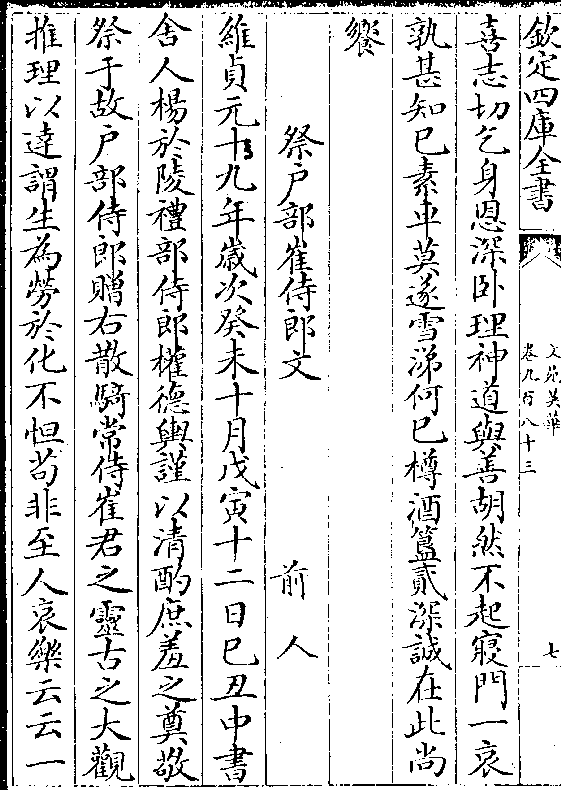 欽定四庫全書
文苑英華
卷九百八十三
七
喜志切乞身恩深卧理神道與善胡然不起寢門一哀
孰甚知已素車莫遂雪涕何已樽酒簋貳深誠在此尚
饗
祭户部崔侍郎文 前人
維貞元十九年嵗次癸未十月戊寅十二日已丑中書
舍人楊於陵禮部侍郎權德輿謹以清酌庶羞之奠敬
祭于故户部侍郎贈右散騎常侍崔君之靈古之大觀
推理以達謂生為勞於化不怛苟非至人哀樂云云一